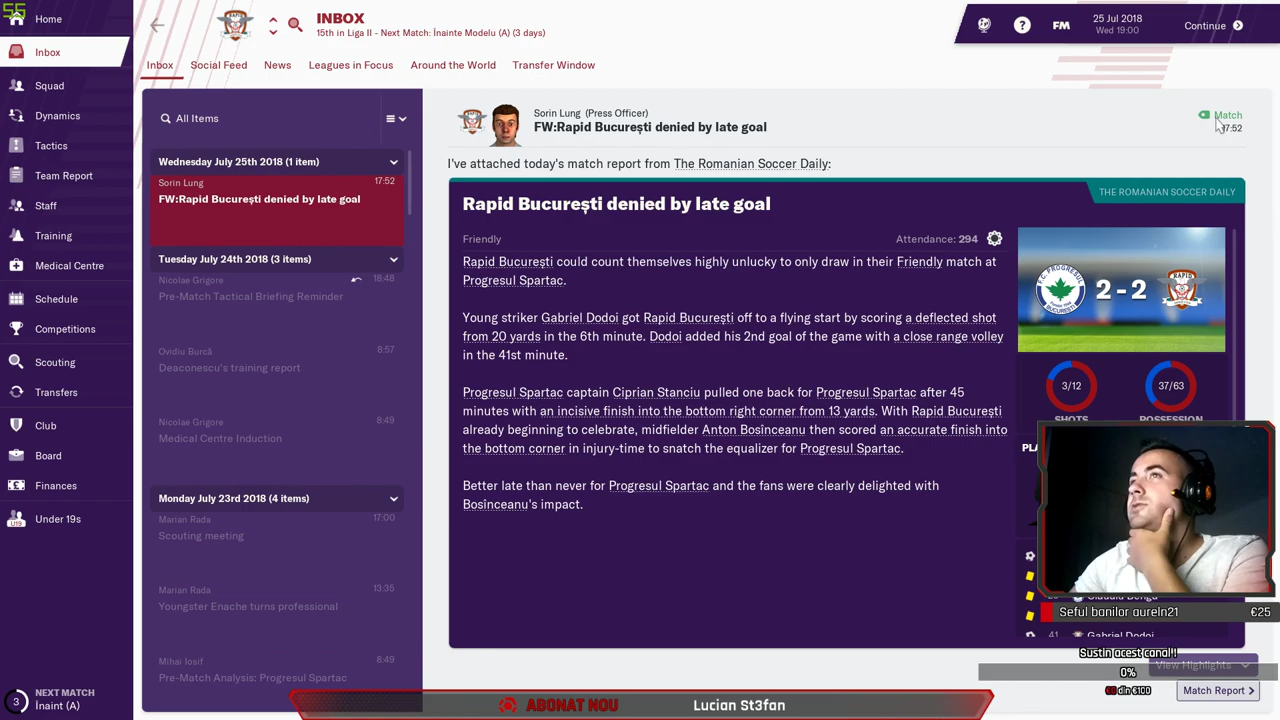 55
Home
INBOX
15th in Liga II - Next Match: Înainte Modelu (A) (3 days)
?
FM
25 Jul 2018
Wed 19:00
Continue
Inbox
Inbox
Social Feed
News
Leagues in Focus
Around the World
Transfer Window
Squad
Dynamics
Tactics
Team Report
Staff
Training
Medical Centre
Schedule
Competitions
Scouting
Transfers
Club
Board
Finances
Under 19s
NEXT MATCH
Înaint (A)
3
All Items
Wednesday July 25th 2018 (1 item)
Sorin Lung
17:52
FW:Rapid București denied by late goal
Tuesday July 24th 2018 (3 items)
Nicolae Grigore
18:48
Pre-Match Tactical Briefing Reminder
Ovidiu Burcă
8:57
Deaconescu's training report
Nicolae Grigore
8:49
Medical Centre Induction
Monday July 23rd 2018 (4 items)
Marian Rada
17:00
Scouting meeting
Marian Rada
13:35
Youngster Enache turns professional
Mihai Iosif
8:49
Pre-Match Analysis: Progresul Spartac
Sorin Lung (Press Officer)
FW:Rapid București denied by late goal
Match
17:52
I've attached today's match report from The Romanian Soccer Daily:
THE ROMANIAN SOCCER DAILY
Rapid București denied by late goal
Friendly
Attendance: 294
Rapid București could count themselves highly unlucky to only draw in their Friendly match at
Progresul Spartac.
Young striker Gabriel Dodoi got Rapid București off to a flying start by scoring a deflected shot
from 20 yards in the 6th minute. Dodoi added his 2nd goal of the game with a close range volley
in the 41st minute.
Progresul Spartac captain Ciprian Stanciu pulled one back for Progresul Spartac after 45
minutes with an incisive finish into the bottom right corner from 13 yards. With Rapid București
already beginning to celebrate, midfielder Anton Bosînceanu then scored an accurate finish into
the bottom corner in injury-time to snatch the equalizer for Progresul Spartac.
Better late than never for Progresul Spartac and the fans were clearly delighted with
Bosînceanu's impact.
2 - 2
RAPID
3/12
37/63
SHOTS
POSSESSION
41
Gabriel Dodoi
Seful banilor aureln21
€25
Sustin acest canal !
0%
€0 din €100
View Highlights
Match Report
ABONAT NOU
Lucian St3fan